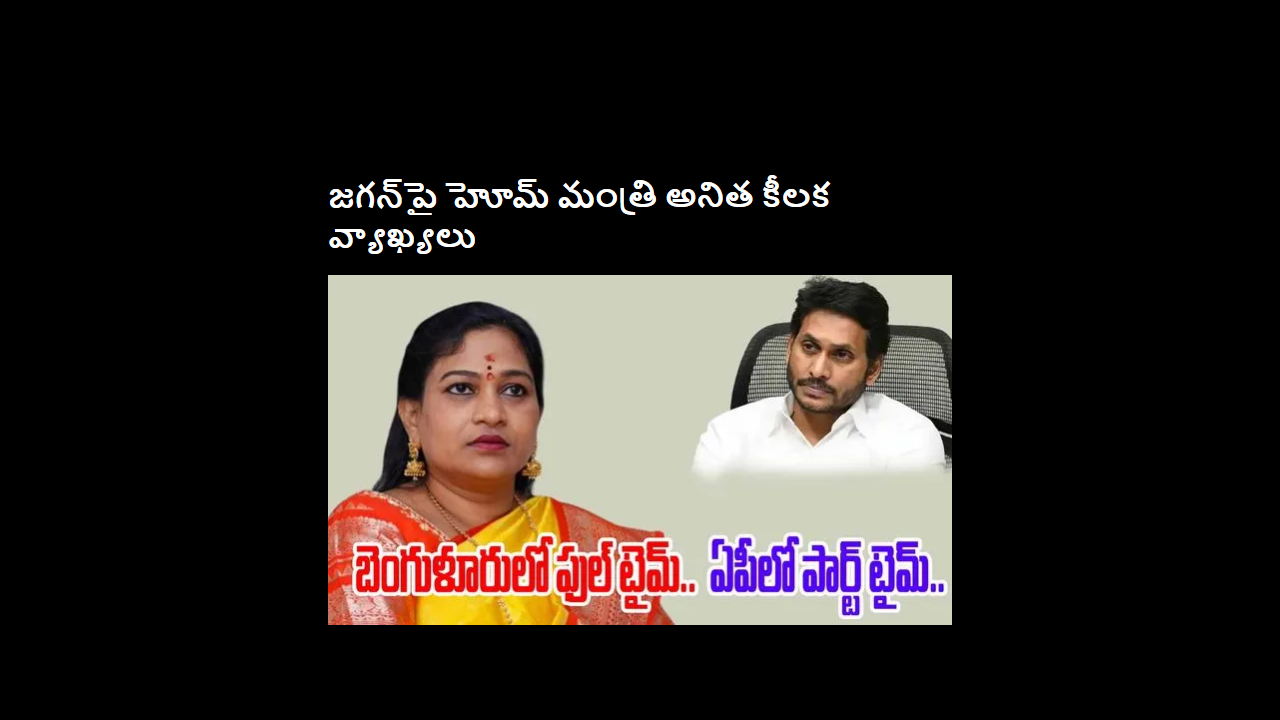 జగన్‌పై హెూమ్ మంత్రి అనిత కీలక
వ్యాఖ్యలు
బెంగుళూరులో ఫుల్ టైమ్.. ఏపీలో పార్ట్ టైమ్..